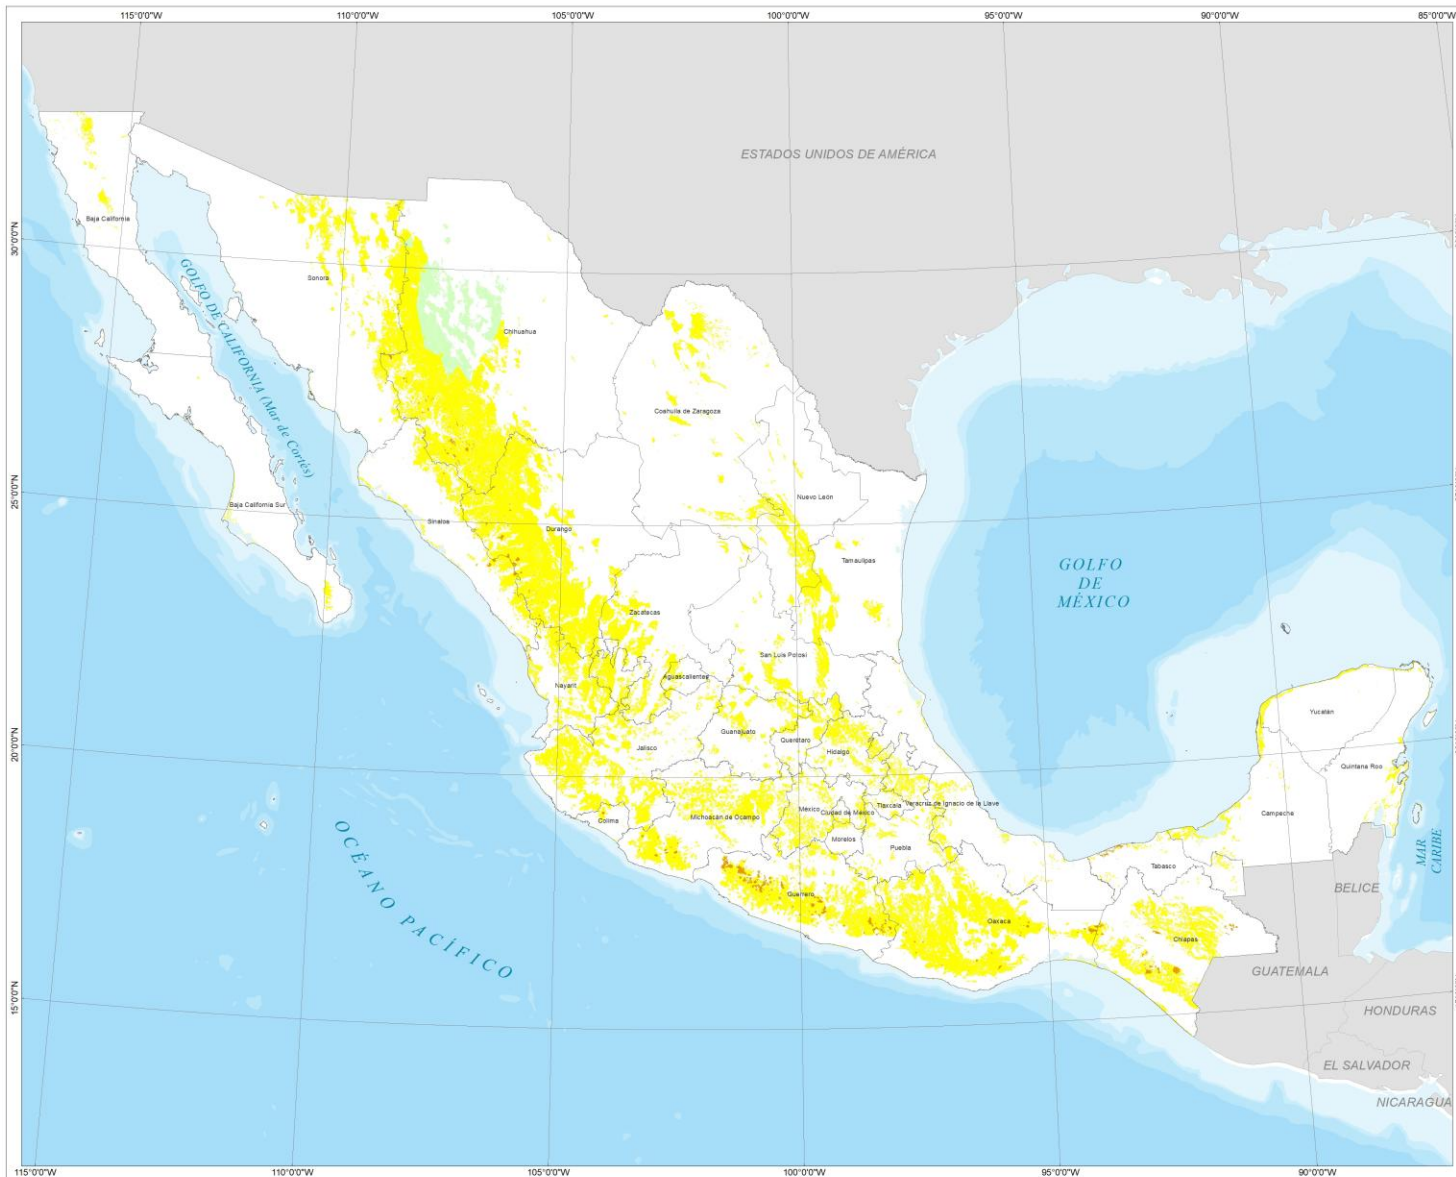 115°0'0"W
110°0'0"W
105°0'0"W
100°0'0"W
95°0'0"W
90°0'0"W
85°0'0"W
ESTADOS UNIDOS DE AMÉRICA
30°0'0"N
Baja California
GOLFO DE CALIFORNIA (Mar de Cortés)
Sonora
Chihuahua
Coahuila de Zaragoza
25°0'0"N
Nuevo León
Baja California Sur
Sinaloa
Durango
Tamaulipas
GOLFO
DE
MÉXICO
Zacatecas
San Luis Potosí
Aguascalientes
Nayarit
Yucatán
20°0'0"N
Guanajuato
Querétaro
Jalisco
Hidalgo
Quintana Roo
Tlaxcala
Veracruz de Ignacio de la Llave
México
Ciudad de México
Campeche
Colima
Michoacán de Ocampo
Morelos
Puebla
MAR
CARIBE
Tabasco
BELICE
OCÉANO PACÍFICO
Guerrero
Oaxaca
Chiapas
GUATEMALA
15°0'0"N
HONDURAS
EL SALVADOR
NICARAGUA
115°0'0"W
110°0'0"W
105°0'0"W
100°0'0"W
95°0'0"W
90°0'0"W